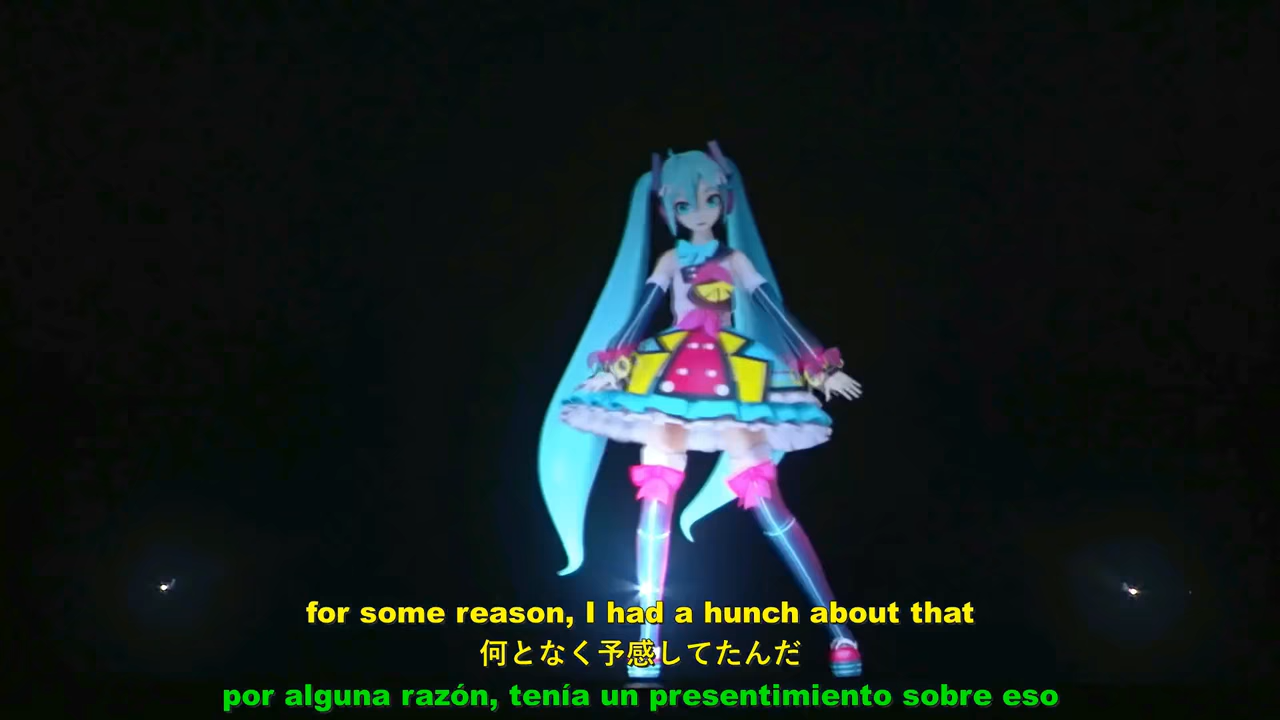 for some reason, I had a hunch about that
何となく予感してたんだ
por alguna razón, tenía un presentimiento sobre eso